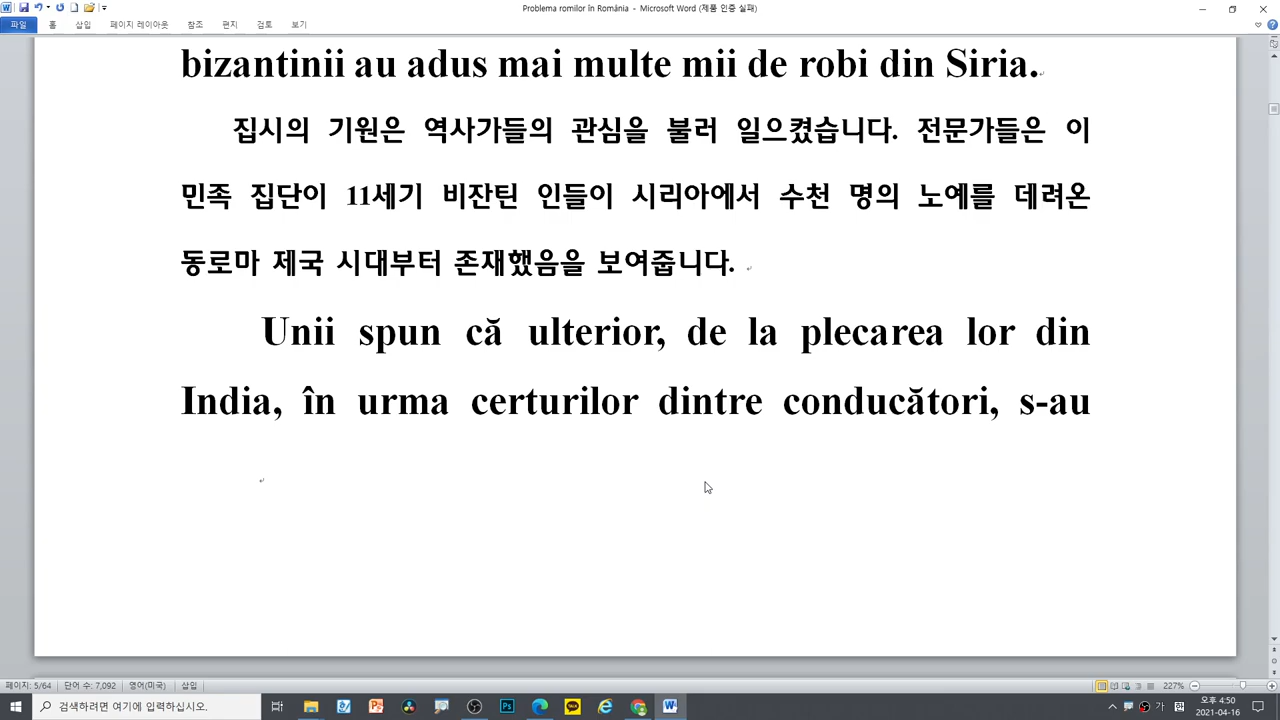 Problema romilor în România - Microsoft Word (제품 인증 실패)
파일 홈 삽입 페이지 레이아웃 참조 편지 검토 보기
bizantinii au adus mai multe mii de robi din Siria.
집시의 기원은 역사가들의 관심을 불러 일으켰습니다. 전문가들은 이
민족 집단이 11세기 비잔틴 인들이 시리아에서 수천 명의 노예를 데려온
동로마 제국 시대부터 존재했음을 보여줍니다.
Unii spun că ulterior, de la plecarea lor din
India, în urma certurilor dintre conducători, s-au
페이지: 5/64 단어 수: 7,092 영어(미국) 삽입 227%
검색하려면 여기에 입력하십시오. 가 오후 4:50
2021-04-16